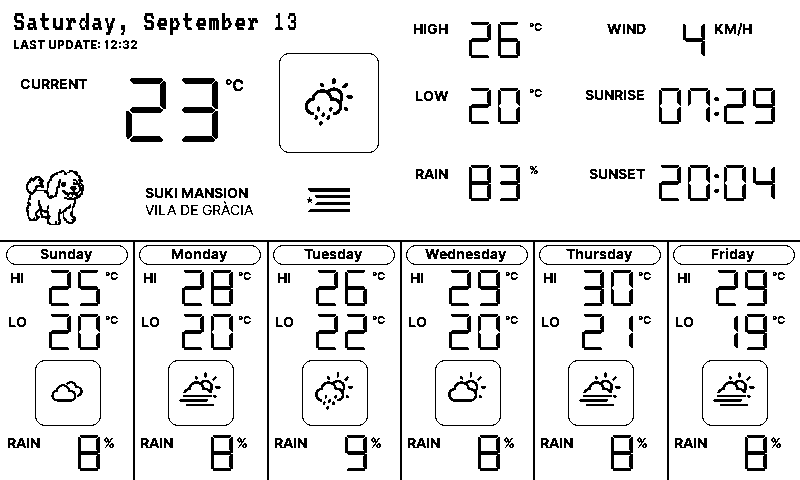 Saturday, September 13
LAST UPDATE: 12:32
CURRENT 23 °C
SUKI MANSION
VILA DE GRÀCIA
HIGH 26 °C
LOW 20 °C
RAIN 83 %
WIND 4 KM/H
SUNRISE 07:29
SUNSET 20:04
Sunday
HI 25 °C
LO 20 °C
RAIN 8 %
Monday
HI 28 °C
LO 20 °C
RAIN 8 %
Tuesday
HI 26 °C
LO 22 °C
RAIN 9 %
Wednesday
HI 29 °C
LO 20 °C
RAIN 8 %
Thursday
HI 30 °C
LO 21 °C
RAIN 8 %
Friday
HI 29 °C
LO 19 °C
RAIN 8 %